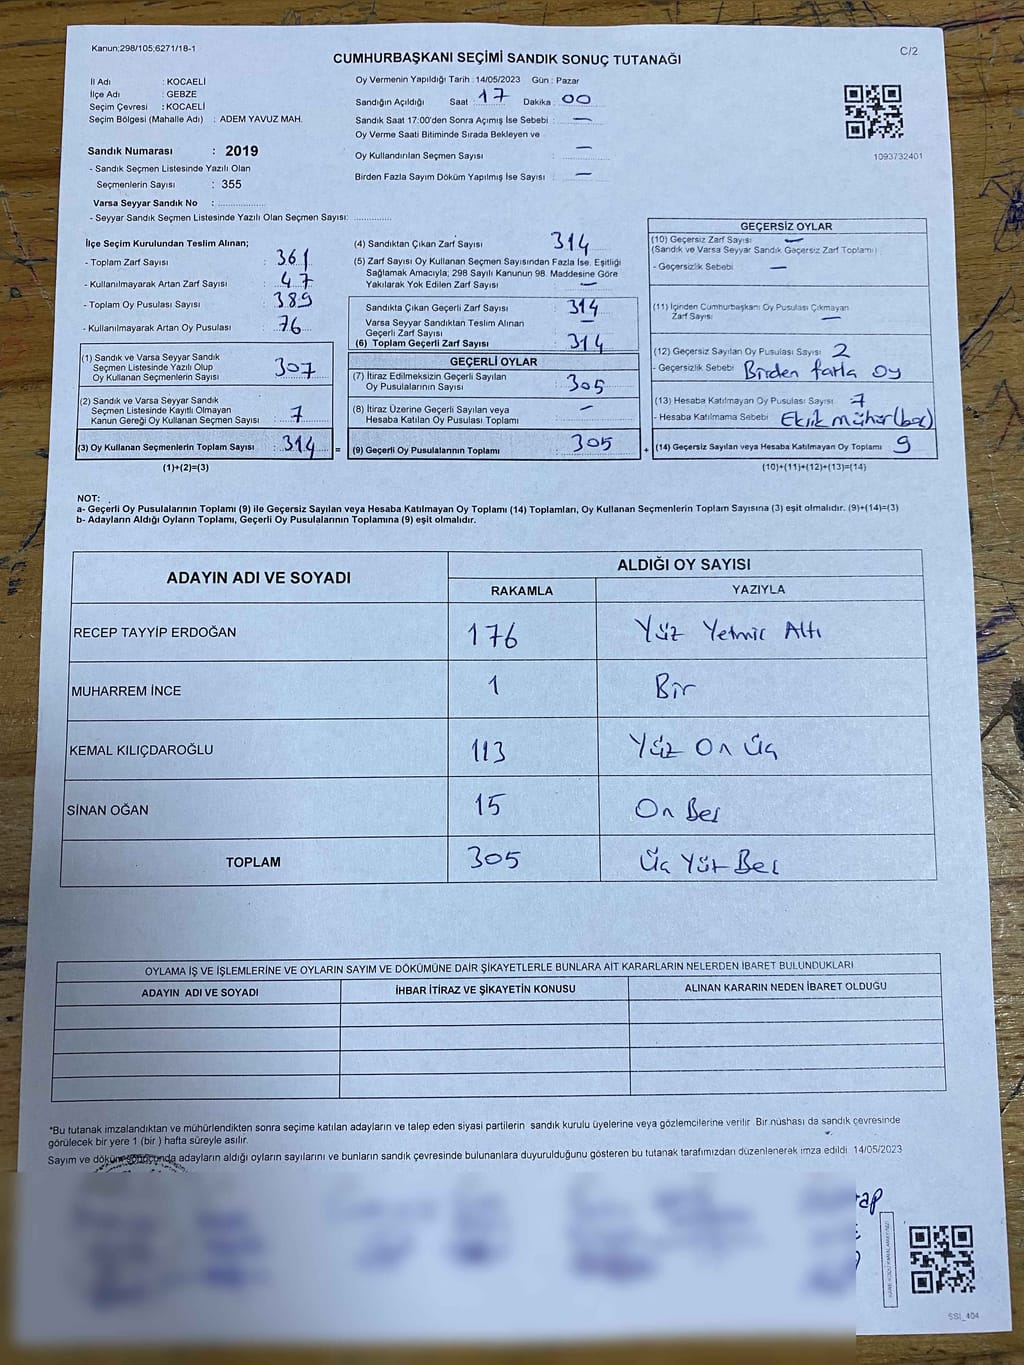 Kanun;298/105;6271/18-1
C/2
CUMHURBAŞKANI SEÇİMİ SANDIK SONUÇ TUTANAĞI
İl Adı : KOCAELİ
İlçe Adı : GEBZE
Seçim Çevresi : KOCAELİ
Seçim Bölgesi (Mahalle Adı) : ADEM YAVUZ MAH.
Oy Vermenin Yapıldığı Tarih : 14/05/2023 Gün : Pazar
Sandığın Açıldığı Saat : 17 Dakika : 00
Sandık Saat 17:00'den Sonra Açımış İse Sebebi : —
Oy Verme Saati Bitiminde Sırada Bekleyen ve
Oy Kullandırılan Seçmen Sayısı : —
Birden Fazla Sayım Döküm Yapılmış İse Sayısı : —
1093732401
Sandık Numarası : 2019
- Sandık Seçmen Listesinde Yazılı Olan
Seçmenlerin Sayısı : 355
Varsa Seyyar Sandık No : ..................
- Seyyar Sandık Seçmen Listesinde Yazılı Olan Seçmen Sayısı: ..............
İlçe Seçim Kurulundan Teslim Alınan;
- Toplam Zarf Sayısı : 361
- Kullanılmayarak Artan Zarf Sayısı : 47
- Toplam Oy Pusulası Sayısı : 389
- Kullanılmayarak Artan Oy Pusulası : 76
(1) Sandık ve Varsa Seyyar Sandık
Seçmen Listesinde Yazılı Olup
Oy Kullanan Seçmenlerin Sayısı : 307
(2) Sandık ve Varsa Seyyar Sandık
Seçmen Listesinde Kayıtlı Olmayan
Kanun Gereği Oy Kullanan Seçmen Sayısı : 7
(3) Oy Kullanan Seçmenlerin Toplam Sayısı : 314 =
(1)+(2)=(3)
(4) Sandıktan Çıkan Zarf Sayısı : 314
(5) Zarf Sayısı Oy Kullanan Seçmen Sayısından Fazla İse, Eşitliği
Sağlamak Amacıyla; 298 Sayılı Kanunun 98. Maddesine Göre
Yakılarak Yok Edilen Zarf Sayısı : —
Sandıkta Çıkan Geçerli Zarf Sayısı : 314
Varsa Seyyar Sandıktan Teslim Alınan
Geçerli Zarf Sayısı : —
(6) Toplam Geçerli Zarf Sayısı : 314
GEÇERLİ OYLAR
(7) İtiraz Edilmeksizin Geçerli Sayılan
Oy Pusulalarının Sayısı : 305
(8) İtiraz Üzerine Geçerli Sayılan veya
Hesaba Katılan Oy Pusulası Toplamı : —
(9) Geçerli Oy Pusulalarının Toplamı : 305 +
GEÇERSİZ OYLAR
(10) Geçersiz Zarf Sayısı : —
(Sandık ve Varsa Seyyar Sandık Geçersiz Zarf Toplamı)
- Geçersizlik Sebebi : —
(11) İçinden Cumhurbaşkanı Oy Pusulası Çıkmayan
Zarf Sayısı : —
(12) Geçersiz Sayılan Oy Pusulası Sayısı : 2
- Geçersizlik Sebebi : Birden fazla oy
(13) Hesaba Katılmayan Oy Pusulası Sayısı : 7
- Hesaba Katılmama Sebebi : Eksik mühür (boş)
(14) Geçersiz Sayılan veya Hesaba Katılmayan Oy Toplamı : 9
(10)+(11)+(12)+(13)=(14)
NOT:
a- Geçerli Oy Pusulalarının Toplamı (9) ile Geçersiz Sayılan veya Hesaba Katılmayan Oy Toplamı (14) Toplamları, Oy Kullanan Seçmenlerin Toplam Sayısına (3) eşit olmalıdır. (9)+(14)=(3)
b- Adayların Aldığı Oyların Toplamı, Geçerli Oy Pusulalarının Toplamına (9) eşit olmalıdır.
ADAYIN ADI VE SOYADI
ALDIĞI OY SAYISI
RAKAMLA YAZIYLA
RECEP TAYYİP ERDOĞAN 176 Yüz Yetmiş Altı
MUHARREM İNCE 1 Bir
KEMAL KILIÇDAROĞLU 113 Yüz On Üç
SİNAN OĞAN 15 On Beş
TOPLAM 305 Üç Yüz Beş
OYLAMA İŞ VE İŞLEMLERİNE VE OYLARIN SAYIM VE DÖKÜMÜNE DAİR ŞİKAYETLERLE BUNLARA AİT KARARLARIN NELERDEN İBARET BULUNDUKLARI
ADAYIN ADI VE SOYADI İHBAR İTİRAZ VE ŞİKAYETİN KONUSU ALINAN KARARIN NEDEN İBARET OLDUĞU
*Bu tutanak imzalandıktan ve mühürlendikten sonra seçime katılan adayların ve talep eden siyasi partilerin sandık kurulu üyelerine veya gözlemcilerine verilir. Bir nüshası da sandık çevresinde
görülecek bir yere 1 (bir ) hafta süreyle asılır.
Sayım ve döküm sonucunda adayların aldığı oyların sayılarını ve bunların sandık çevresinde bulunanlara duyurulduğunu gösteren bu tutanak tarafımızdan düzenlenerek imza edildi. 14/05/2023
SSI_404